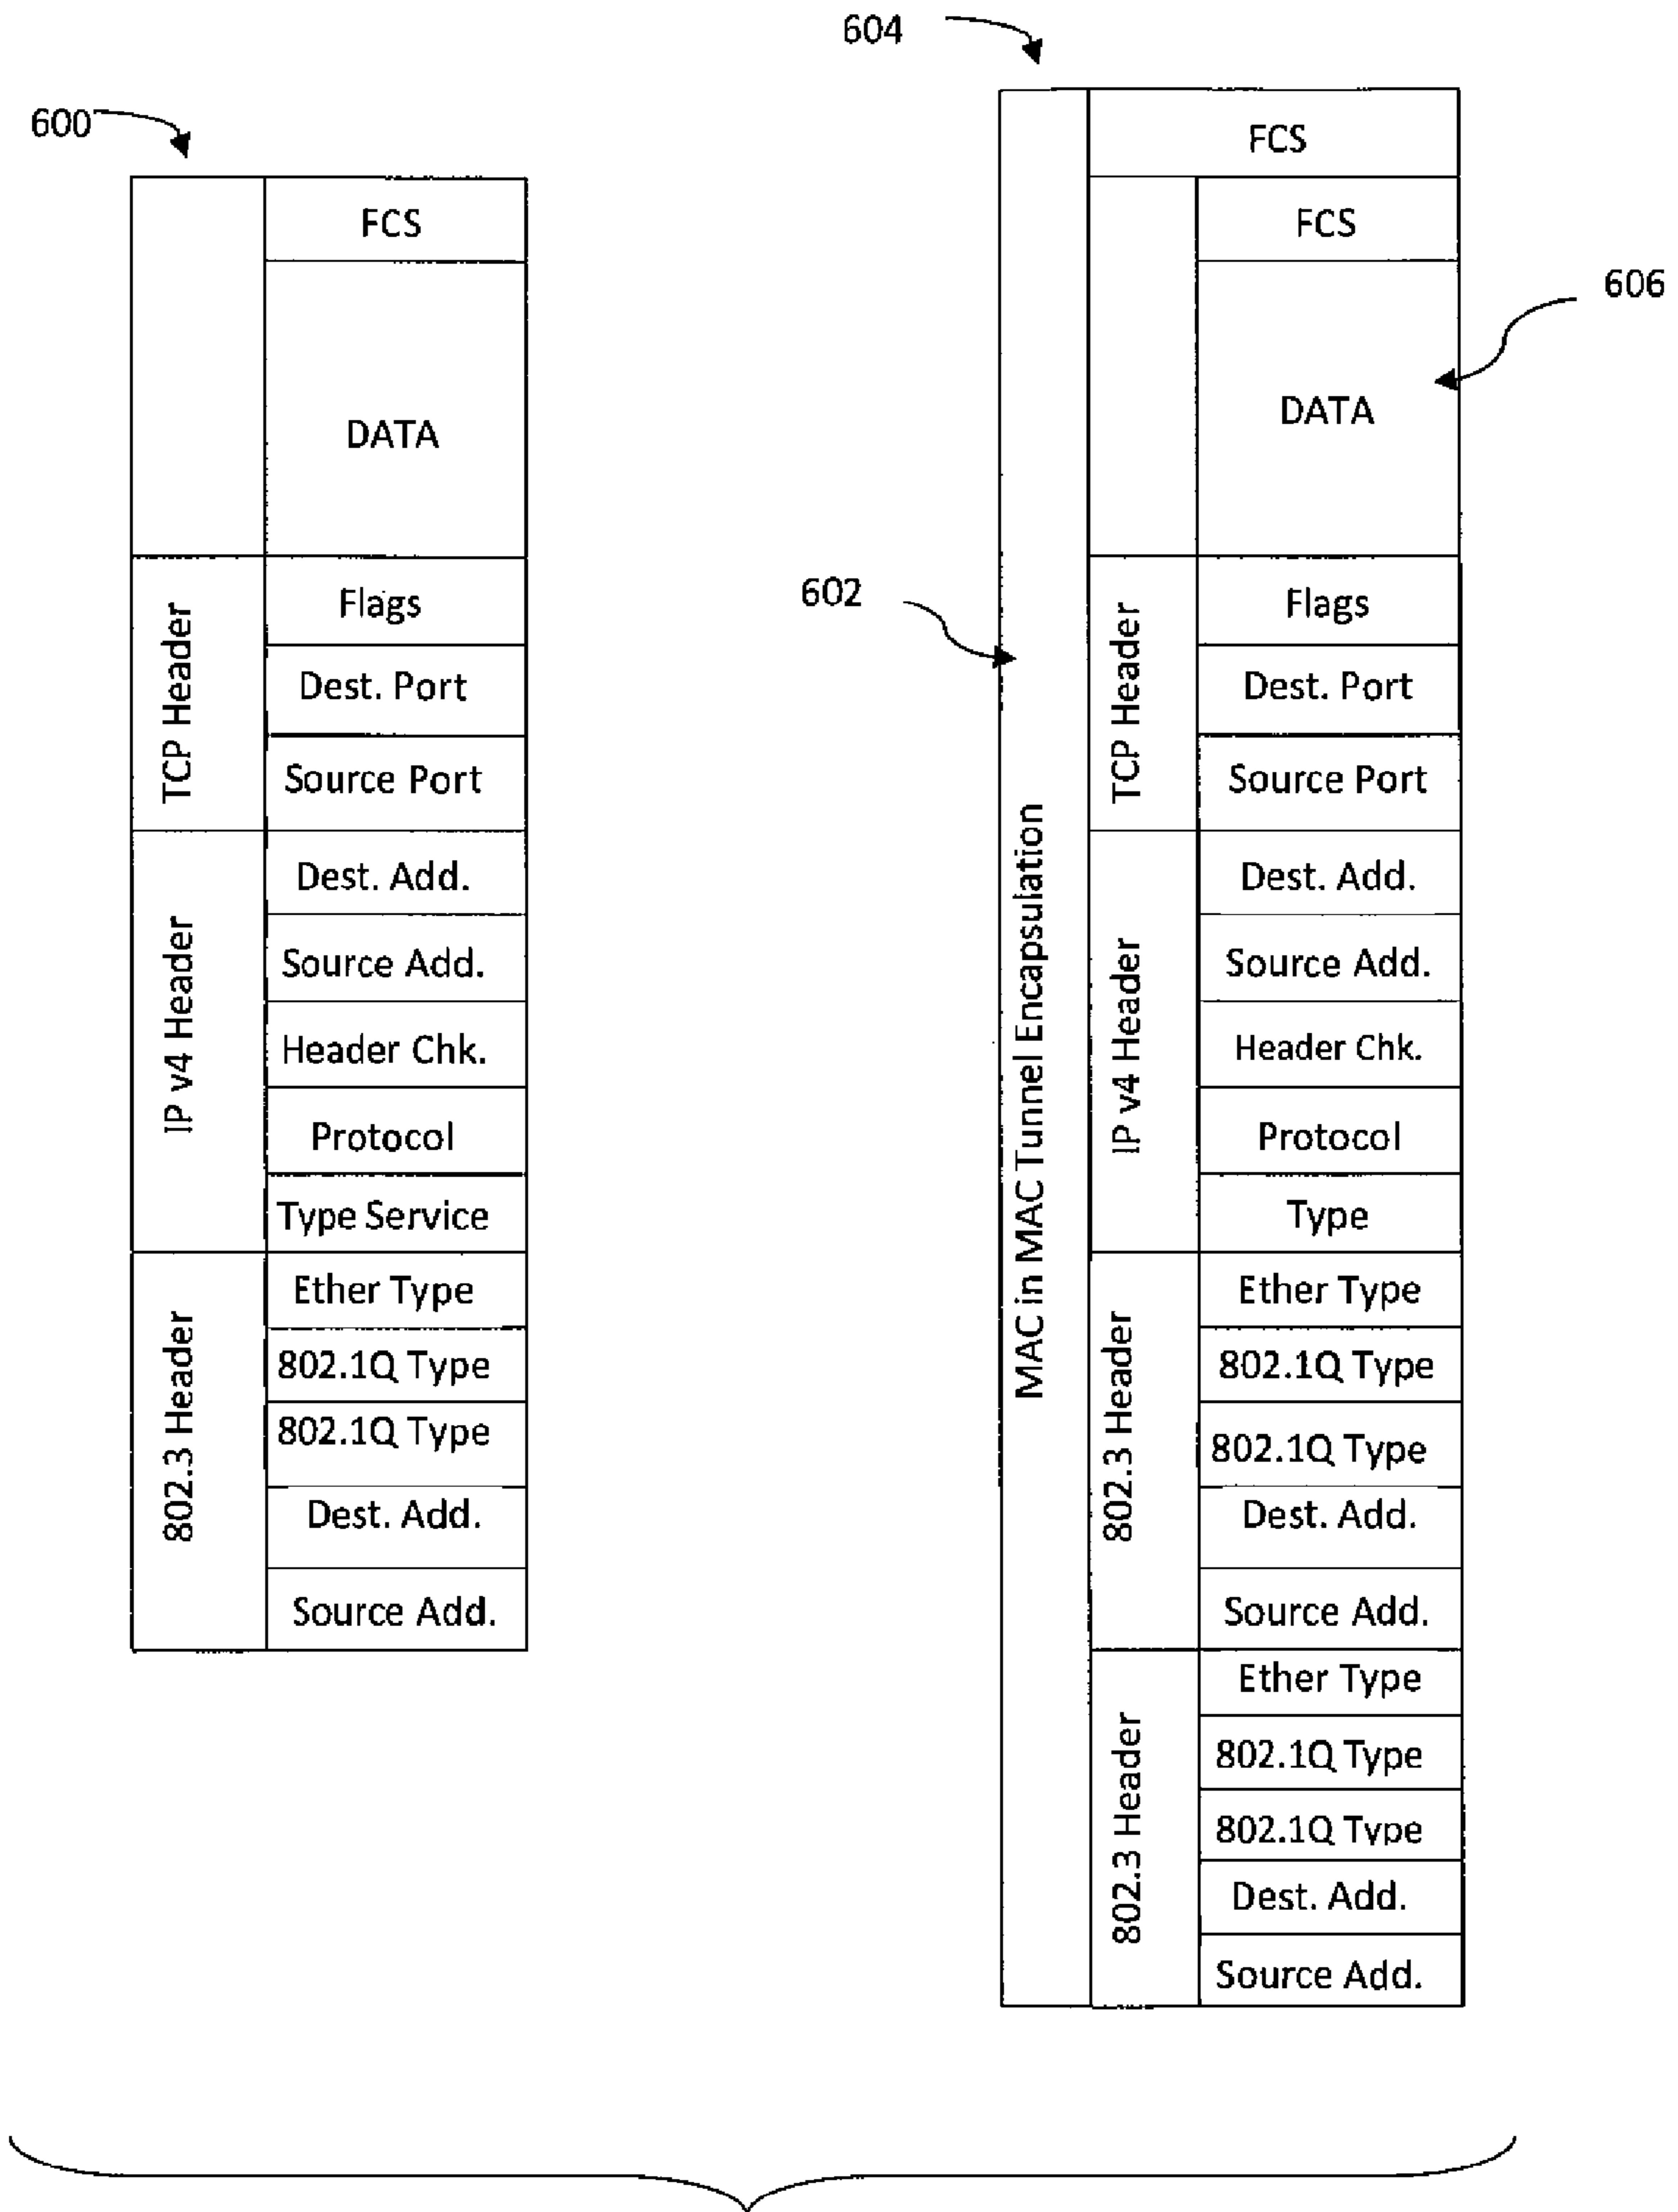 600
FCS
DATA
TCP Header
Flags
Dest. Port
Source Port
IP v4 Header
Dest. Add.
Source Add.
Header Chk.
Protocol
Type Service
802.3 Header
Ether Type
802.1Q Type
802.1Q Type
Dest. Add.
Source Add.
604
602
606
MAC in MAC Tunnel Encapsulation
FCS
FCS
DATA
TCP Header
Flags
Dest. Port
Source Port
IP v4 Header
Dest. Add.
Source Add.
Header Chk.
Protocol
Type
802.3 Header
Ether Type
802.1Q Type
802.1Q Type
Dest. Add.
Source Add.
802.3 Header
Ether Type
802.1Q Type
802.1Q Type
Dest. Add.
Source Add.